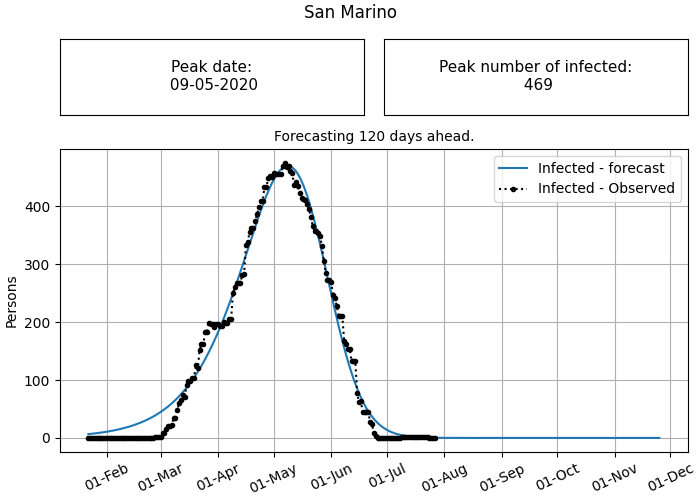 San Marino
Peak date:
09-05-2020
Peak number of infected:
469
Forecasting 120 days ahead.
Infected - forecast
Infected - Observed
Persons
400
300
200
100
0
01-Feb
01-Mar
01-Apr
01-May
01-Jun
01-Jul
01-Aug
01-Sep
01-Oct
01-Nov
01-Dec